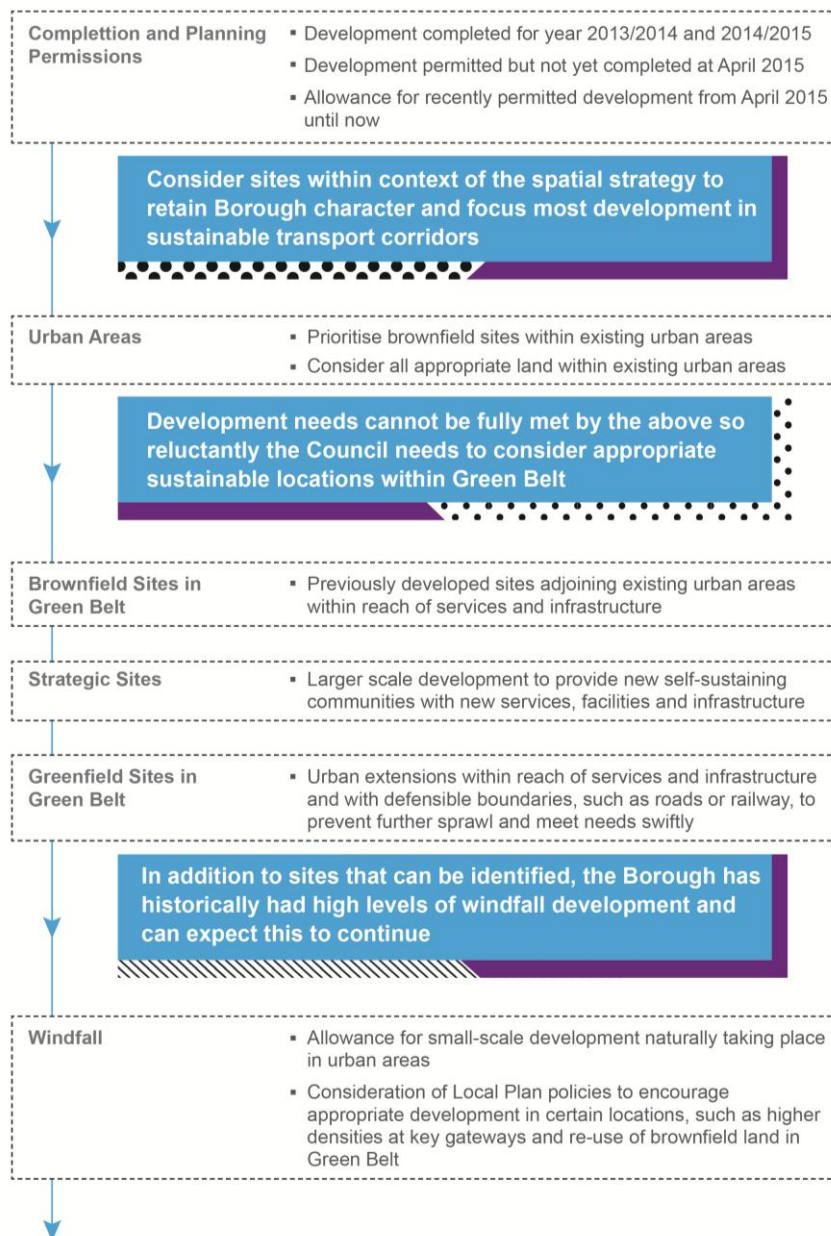 Complettion and Planning
Permissions
▪ Development completed for year 2013/2014 and 2014/2015
▪ Development permitted but not yet completed at April 2015
▪ Allowance for recently permitted development from April 2015
until now
Consider sites within context of the spatial strategy to
retain Borough character and focus most development in
sustainable transport corridors
Urban Areas
▪ Prioritise brownfield sites within existing urban areas
▪ Consider all appropriate land within existing urban areas
Development needs cannot be fully met by the above so
reluctantly the Council needs to consider appropriate
sustainable locations within Green Belt
Brownfield Sites in
Green Belt
▪ Previously developed sites adjoining existing urban areas
within reach of services and infrastructure
Strategic Sites
▪ Larger scale development to provide new self-sustaining
communities with new services, facilities and infrastructure
Greenfield Sites in
Green Belt
▪ Urban extensions within reach of services and infrastructure
and with defensible boundaries, such as roads or railway, to
prevent further sprawl and meet needs swiftly
In addition to sites that can be identified, the Borough has
historically had high levels of windfall development and
can expect this to continue
Windfall
▪ Allowance for small-scale development naturally taking place
in urban areas
▪ Consideration of Local Plan policies to encourage
appropriate development in certain locations, such as higher
densities at key gateways and re-use of brownfield land in
Green Belt